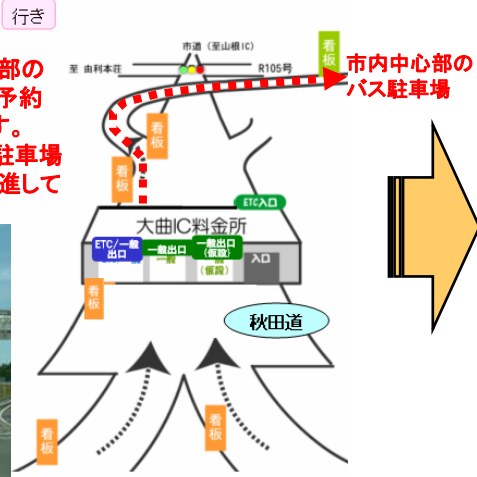 行き
市道（至山根IC）
看板
至 由利本荘
R105号
市内中心部の
バス駐車場
部の
予約
す。
駐車場
進して
看板
看板
ETC入口
大曲IC料金所
ETC/一般
出口
一般出口
一般
一般出口
（仮設）
（仮設）
入口
看板
秋田道
看板
看板